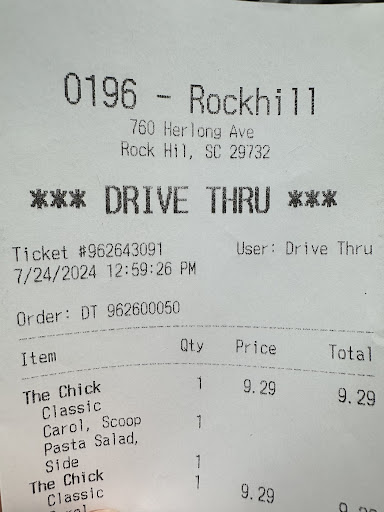 0196 - Rockhill
760 Herlong Ave
Rock Hil, SC 29732
*** DRIVE THRU ***
Ticket #962643091 User: Drive Thru
7/24/2024 12:59:26 PM
Order: DT 962600050
Item Qty Price Total
The Chick 1 9.29 9.29
Classic
Carol, Scoop 1
Pasta Salad,
Side 1
The Chick 1 9.29
Classic